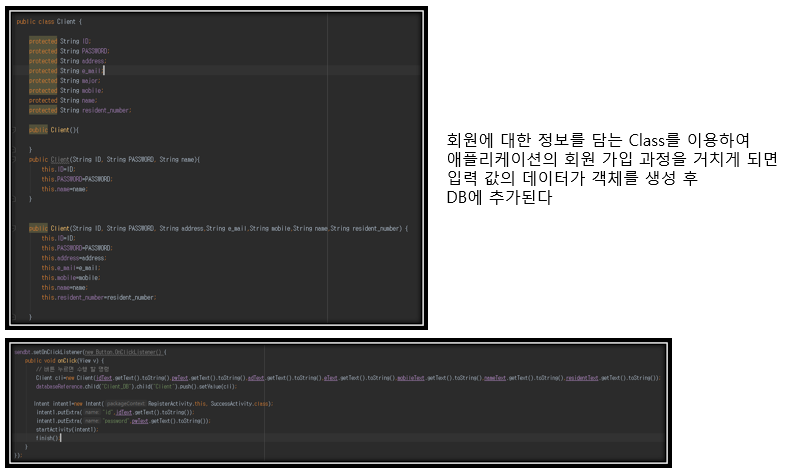 public class Client {
protected String ID;
protected String PASSWORD;
protected String address;
protected String e_mail;
protected String major;
protected String mobile;
protected String name;
protected String resident_number;
public Client(){
}
public Client(String ID, String PASSWORD, String name){
this.ID=ID;
this.PASSWORD=PASSWORD;
this.name=name;
}
public Client(String ID, String PASSWORD, String address,String e_mail,String mobile,String name,String resident_number) {
this.ID=ID;
this.PASSWORD=PASSWORD;
this.address=address;
this.e_mail=e_mail;
this.mobile=mobile;
this.name=name;
this.resident_number=resident_number;
}
회원에 대한 정보를 담는 Class를 이용하여
애플리케이션의 회원 가입 과정을 거치게 되면
입력 값의 데이터가 객체를 생성 후
DB에 추가된다
sendbt.setOnClickListener(new Button.OnClickListener() {
public void onClick(View v) {
// 버튼 누르면 수행 할 명령
Client cli=new Client(idText.getText().toString(),pwText.getText().toString(),adText.getText().toString(),eText.getText().toString(),mobileText.getText().toString(),nameText.getText().toString(),residentText.getText().toString());
databaseReference.child("Client_DB").child("Client").push().setValue(cli);
Intent intent1=new Intent( packageContext: RegisterActivity.this, SuccessActivity.class);
intent1.putExtra( name: "id",idText.getText().toString());
intent1.putExtra( name: "password",pwText.getText().toString());
startActivity(intent1);
finish();
}
});